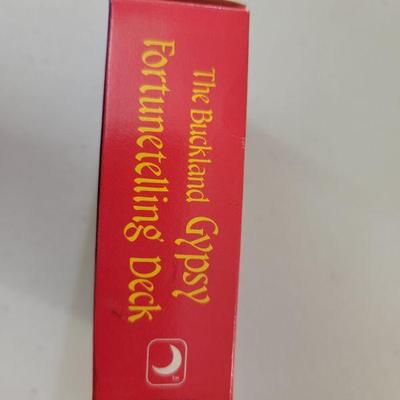 The Buckland Gypsy
Fortunetelling Deck